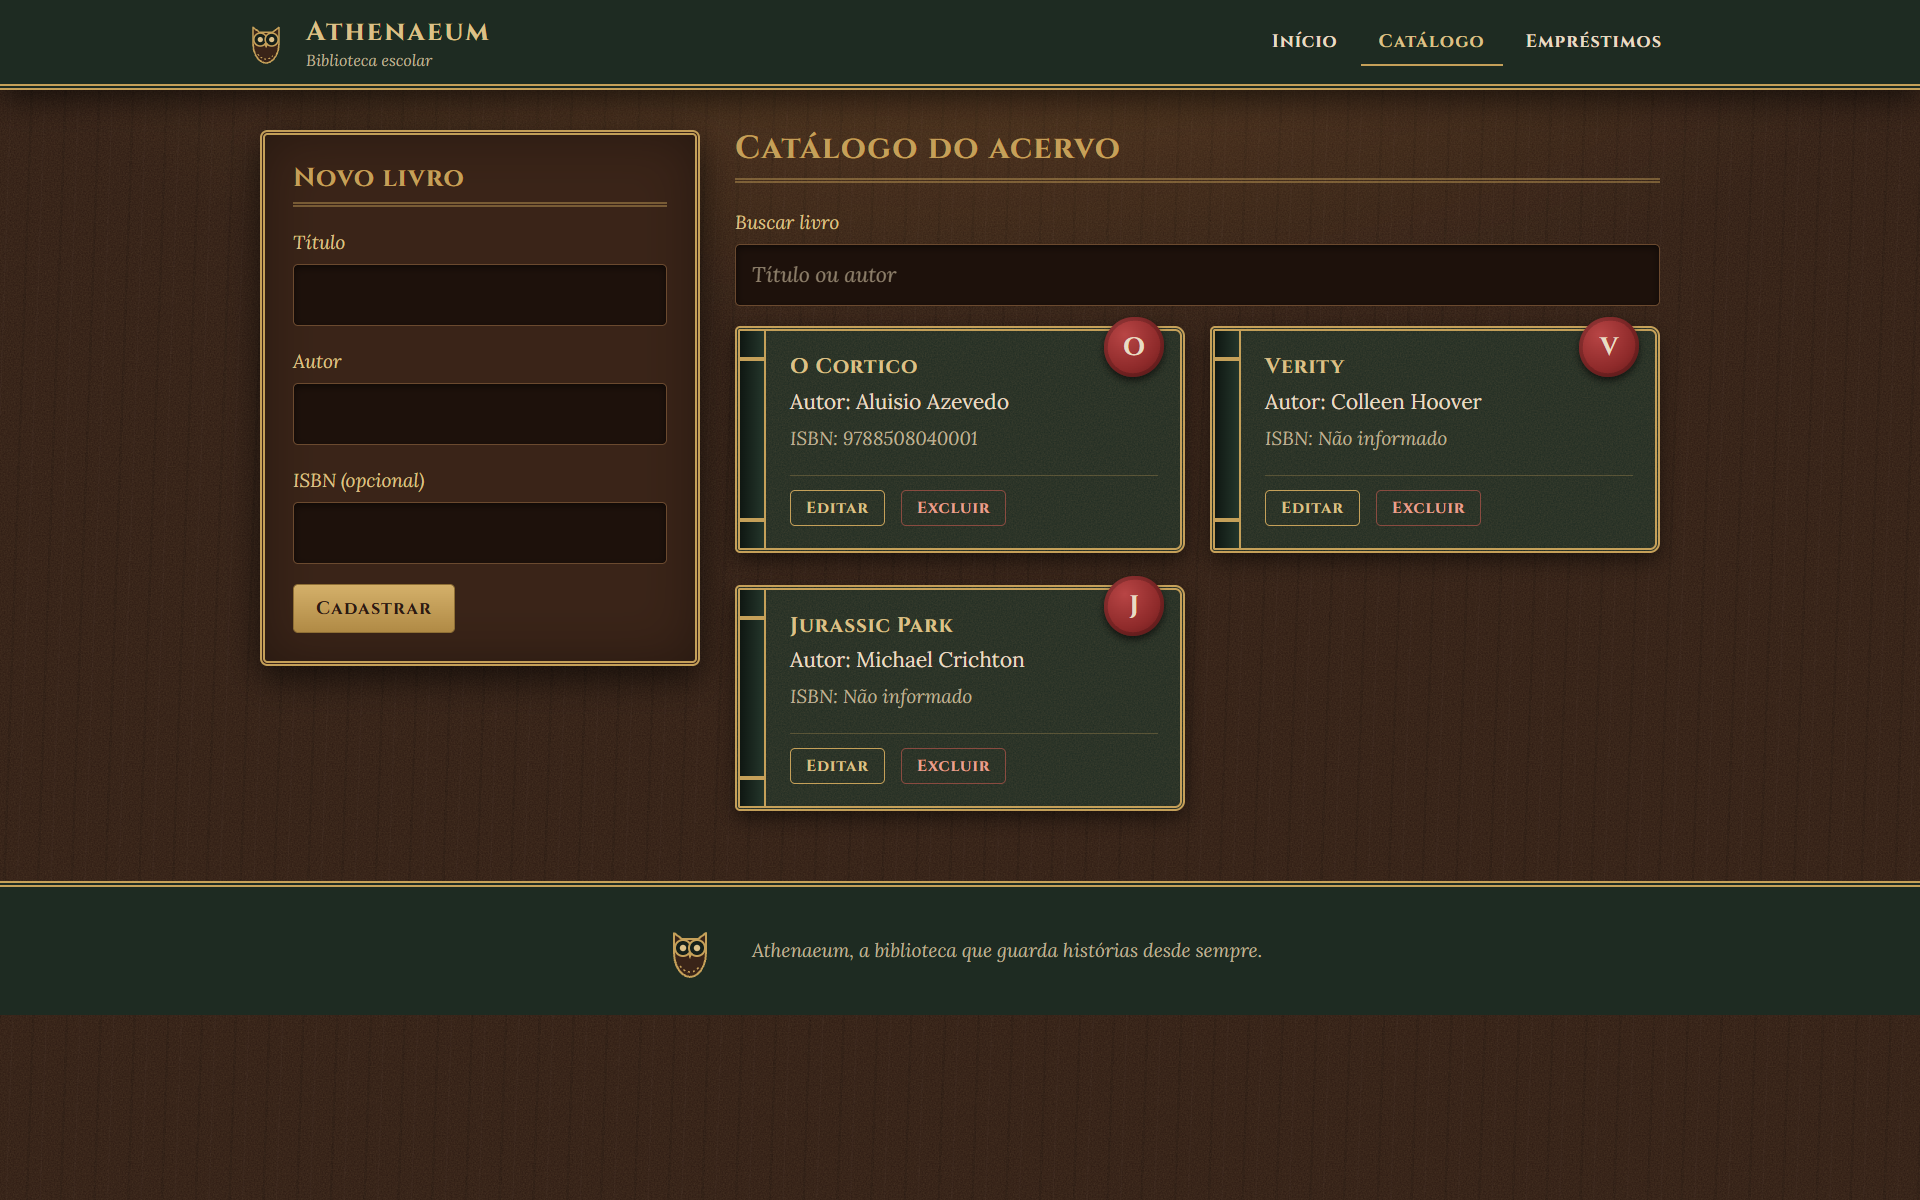 Athenaeum
Biblioteca escolar
Início
Catálogo
Empréstimos
Novo livro
Título
Autor
ISBN (opcional)
Cadastrar
Catálogo do acervo
Buscar livro
Título ou autor
O
O Cortico
Autor: Aluisio Azevedo
ISBN: 9788508040001
Editar
Excluir
V
Verity
Autor: Colleen Hoover
ISBN: Não informado
Editar
Excluir
J
Jurassic Park
Autor: Michael Crichton
ISBN: Não informado
Editar
Excluir
Athenaeum, a biblioteca que guarda histórias desde sempre.